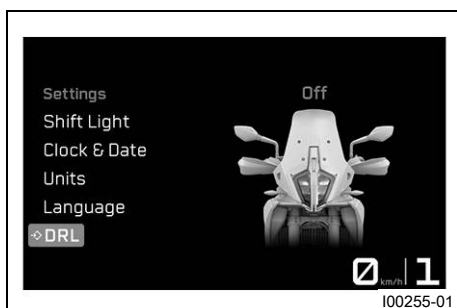 Settings
Off
Shift Light
Clock & Date
Units
Language
DRL
0 km/h 1
I00255-01